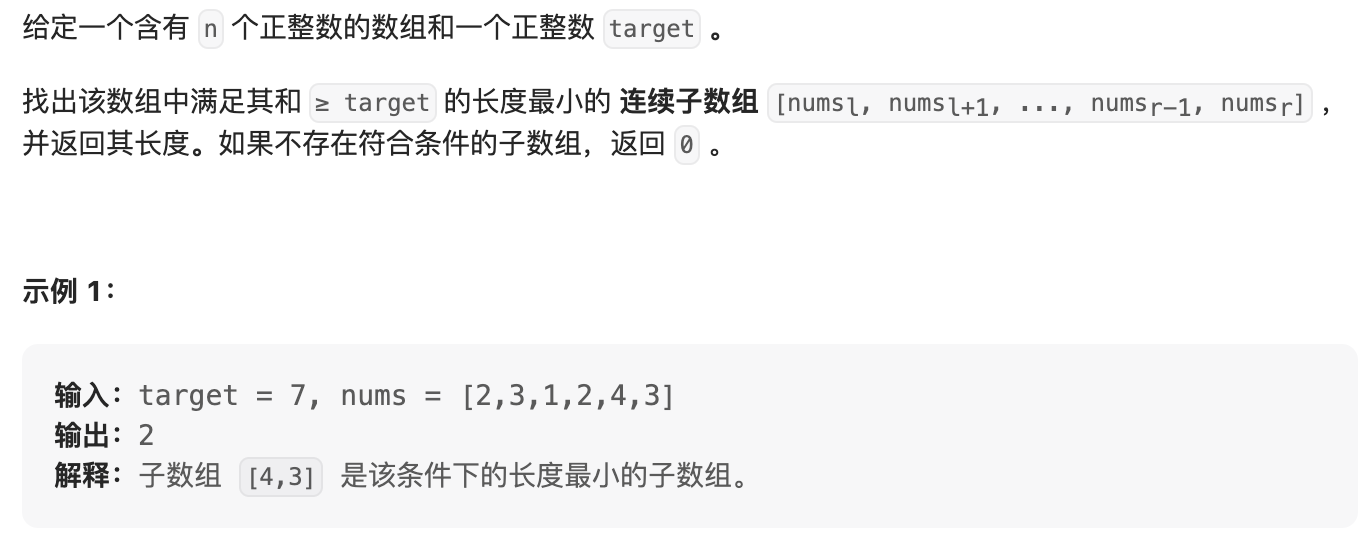 给定一个含有 n 个正整数的数组和一个正整数 target 。
找出该数组中满足其和 ≥ target 的长度最小的 连续子数组 [numsl, numsl+1, ..., numsr-1, numsr] ，
并返回其长度。如果不存在符合条件的子数组，返回 0 。
示例 1：
输入：target = 7, nums = [2,3,1,2,4,3]
输出：2
解释：子数组 [4,3] 是该条件下的长度最小的子数组。